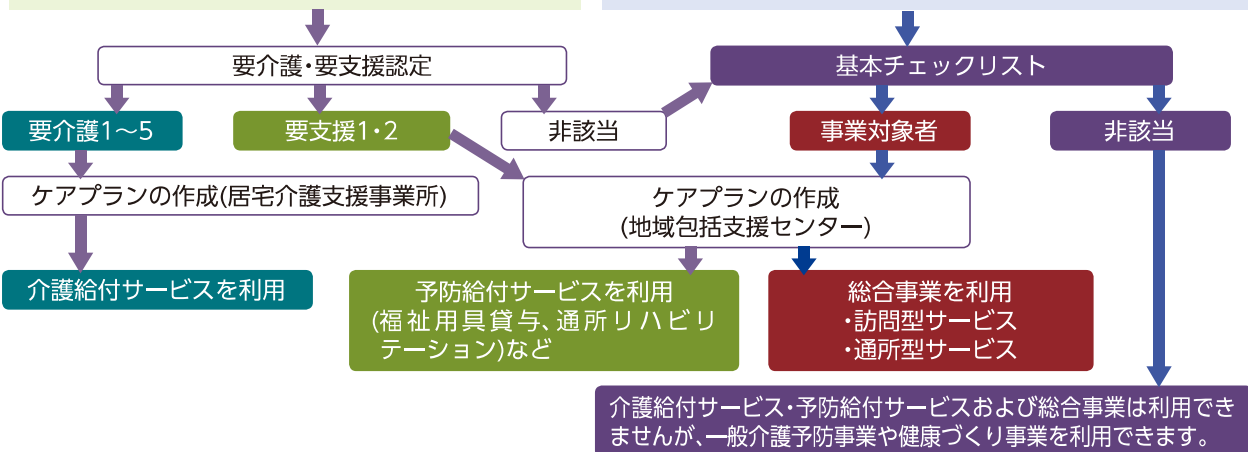 要介護・要支援認定
基本チェックリスト
要介護1～5
要支援1・2
非該当
事業対象者
非該当
ケアプランの作成(居宅介護支援事業所)
ケアプランの作成
(地域包括支援センター)
介護給付サービスを利用
予防給付サービスを利用
(福祉用具貸与、通所リハビリ
テーション)など
総合事業を利用
・訪問型サービス
・通所型サービス
介護給付サービス・予防給付サービスおよび総合事業は利用でき
ませんが、一般介護予防事業や健康づくり事業を利用できます。